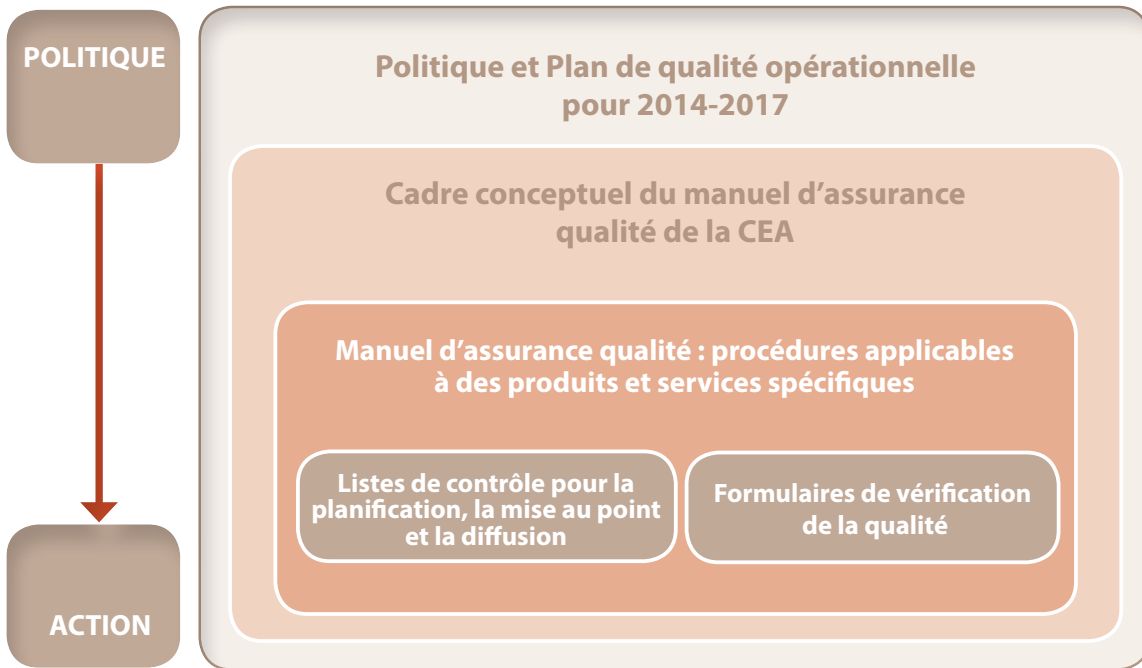 POLITIQUE
Politique et Plan de qualité opérationnelle
pour 2014-2017
Cadre conceptuel du manuel d’assurance
qualité de la CEA
Manuel d’assurance qualité : procédures applicables
à des produits et services spécifiques
Listes de contrôle pour la
planification, la mise au point
et la diffusion
Formulaires de vérification
de la qualité
ACTION